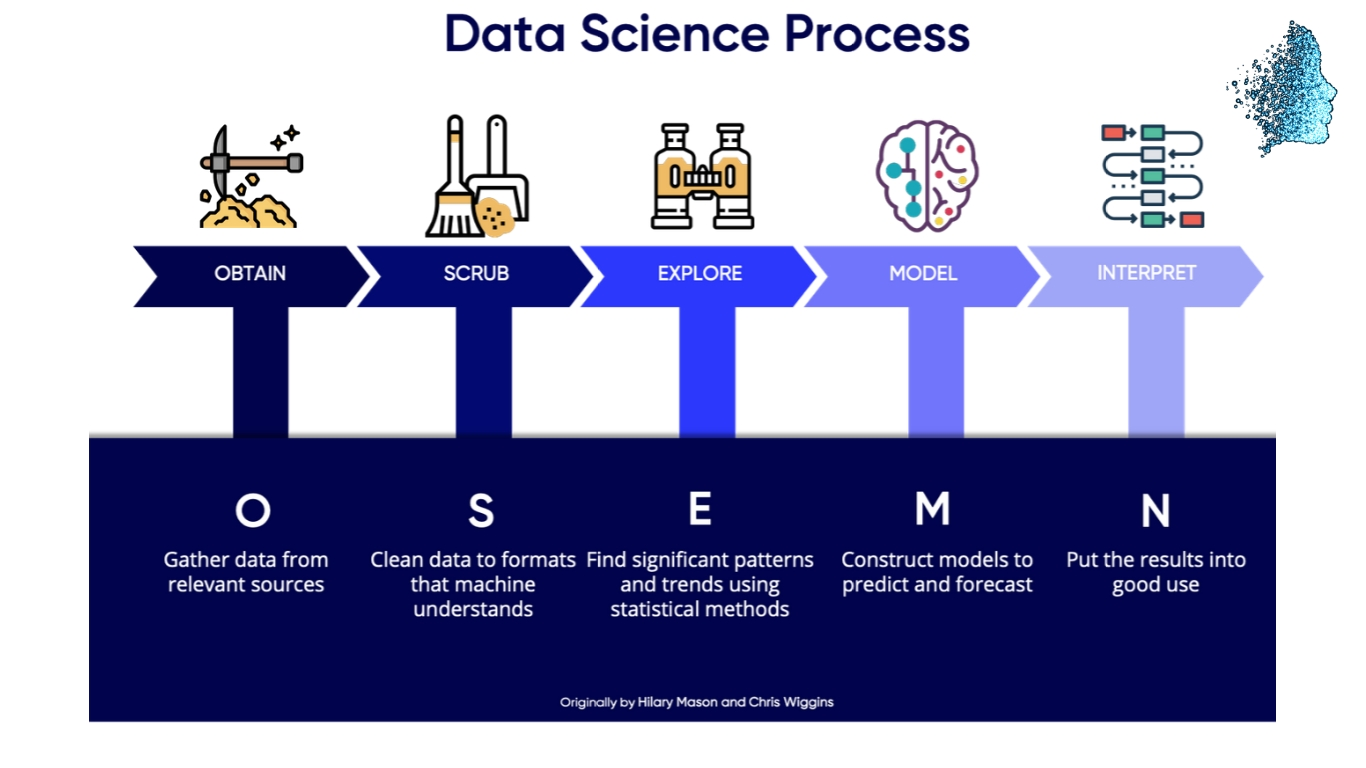 Data Science Process
OBTAIN
SCRUB
EXPLORE
MODEL
INTERPRET
O
Gather data from
relevant sources
S
Clean data to formats
that machine
understands
E
Find significant patterns
and trends using
statistical methods
M
Construct models to
predict and forecast
N
Put the results into
good use
Originally by Hilary Mason and Chris Wiggins